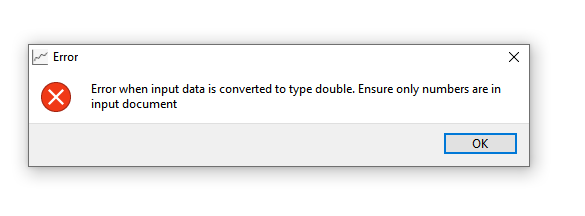 Error
Error when input data is converted to type double. Ensure only numbers are in
input document
OK